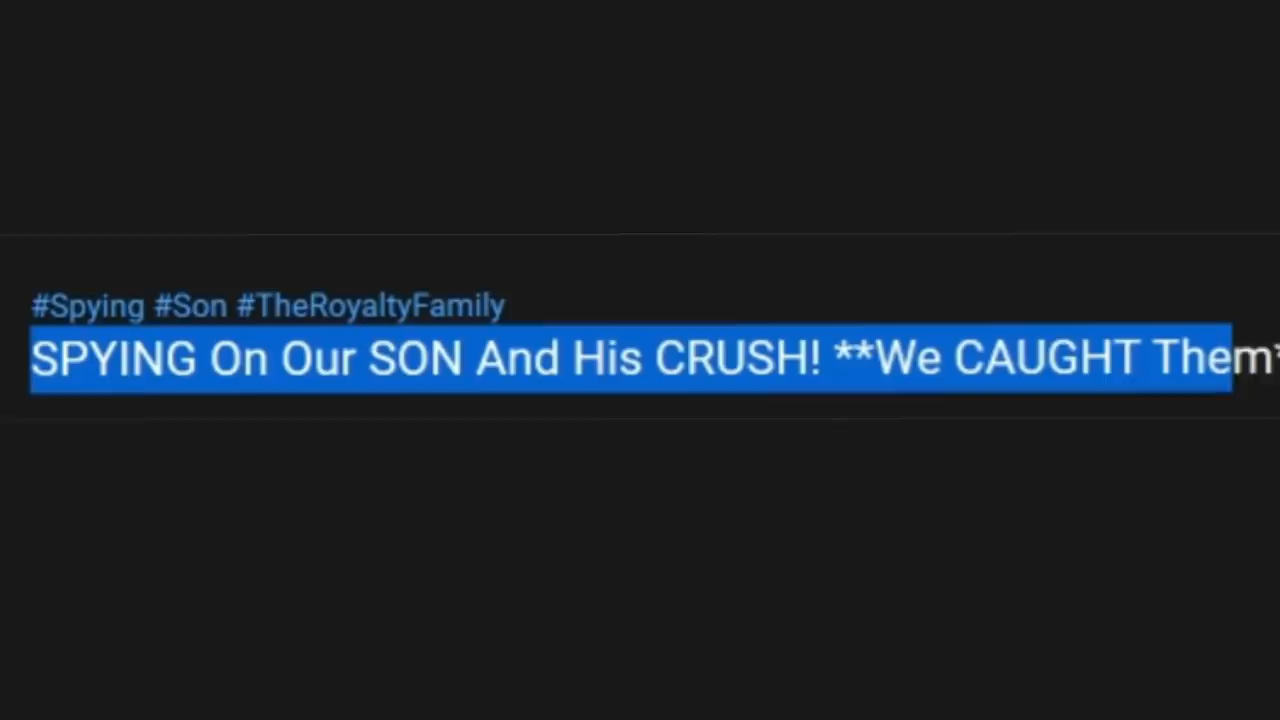 #Spying #Son #TheRoyaltyFamily
SPYING On Our SON And His CRUSH! **We CAUGHT Them*